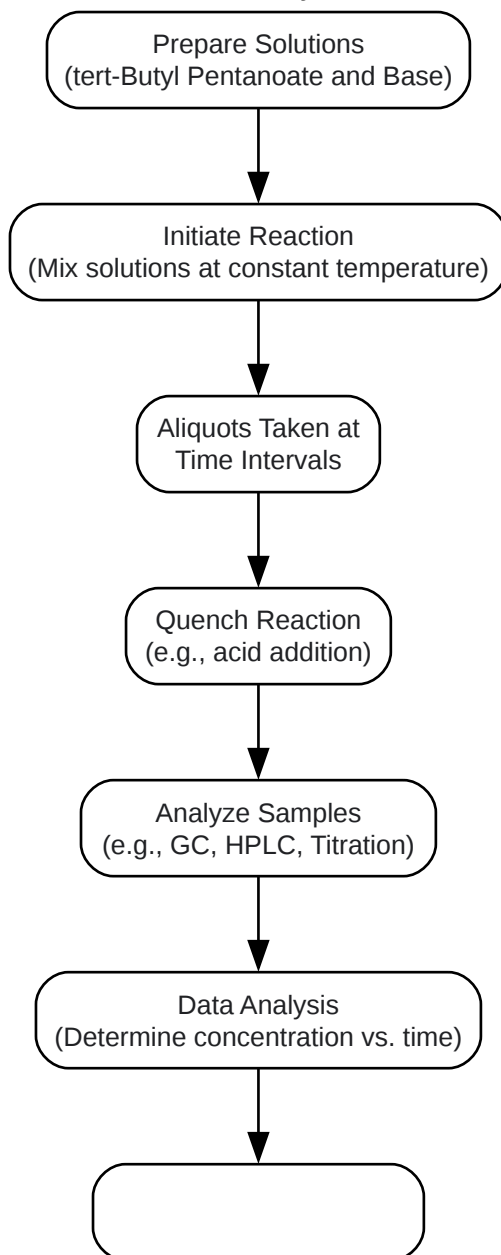 Prepare Solutions
(tert-Butyl Pentanoate and Base)
Initiate Reaction
(Mix solutions at constant temperature)
Aliquots Taken at
Time Intervals
Quench Reaction
(e.g., acid addition)
Analyze Samples
(e.g., GC, HPLC, Titration)
Data Analysis
(Determine concentration vs. time)